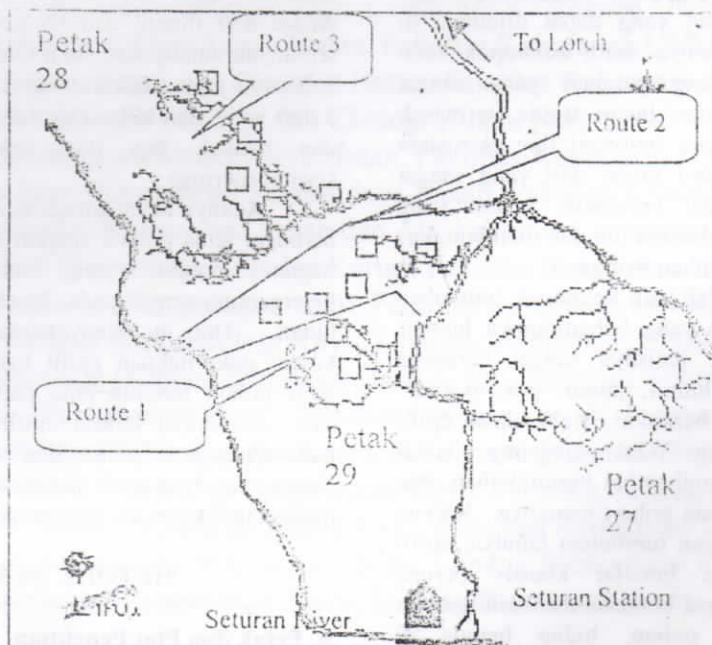 Petak
28
Route 3
To Lorch
Route 2
Route 1
Petak
29
Petak
27
Seturan River
Seturan Station